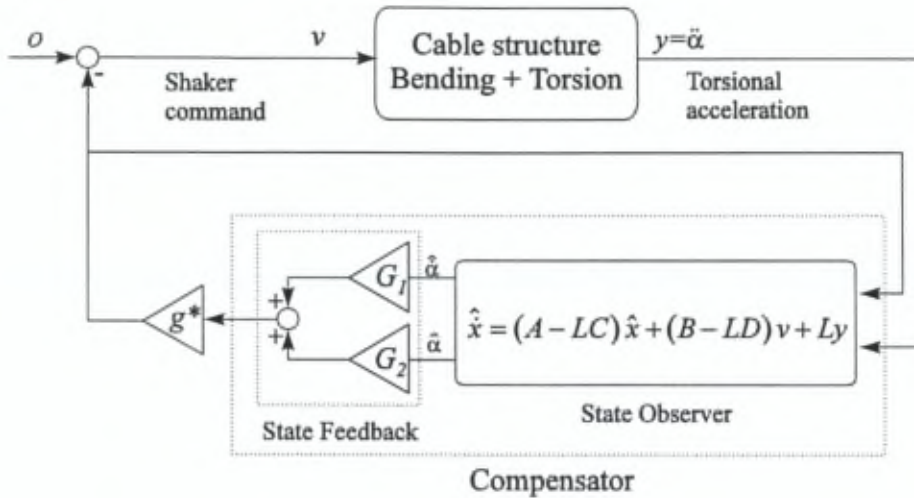 o
-
v
Cable structure
Bending + Torsion
y=α̈
Shaker
command
Torsional
acceleration
G₁
α̂̇
+
g*
x̂̇ = (A – LC) x̂ + (B – LD) v + Ly
+
G₂
α̂
State Feedback
State Observer
Compensator